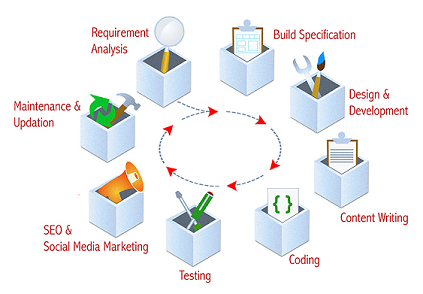 Requirement
Analysis
Build Specification
Design &
Development
Content Writing
Coding
{ }
Testing
SEO &
Social Media Marketing
Maintenance &
Updation